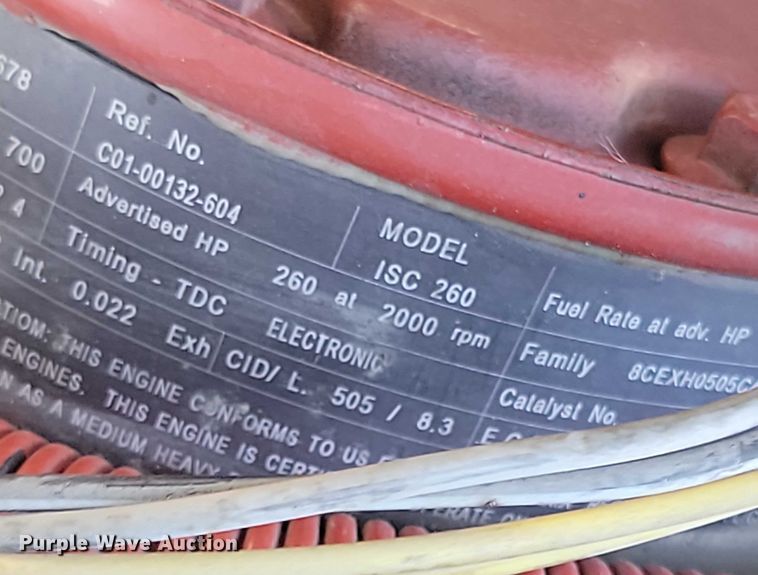 678
Ref. No.
MODEL
700
C01-00132-604
ISC 260
Fuel Rate at adv. HP
4
Advertised HP 260 at 2000 rpm
Family 8CEXH0505C
Timing - TDC ELECTRONIC
Catalyst No.
Int. 0.022 Exh
CID/ L. 505 / 8.3
THIS ENGINE CONFORMS TO US
ENGINES. THIS ENGINE IS
AS A MEDIUM HEAVY
Purple Wave Auction